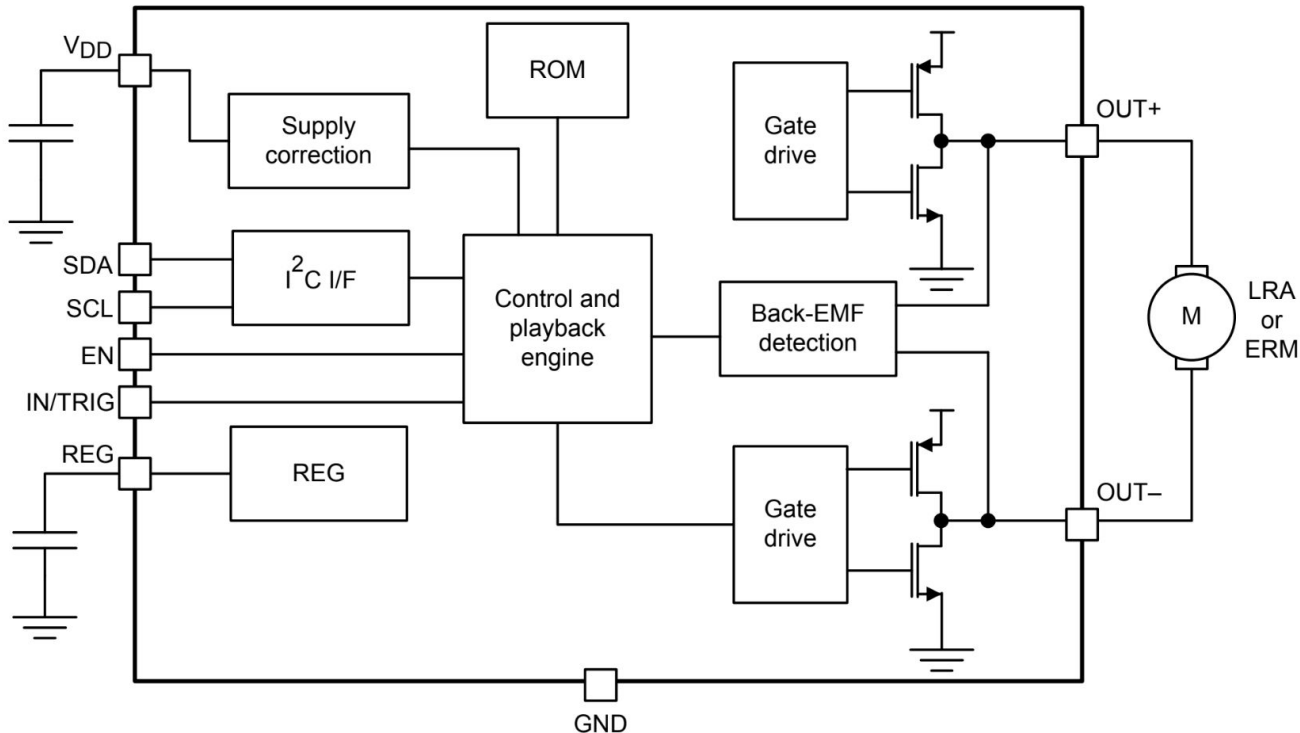 V_DD
ROM
Supply
correction
Gate
drive
OUT+
SDA
I²C I/F
SCL
Control and
playback
engine
Back-EMF
detection
M
LRA
or
ERM
EN
IN/TRIG
REG
REG
Gate
drive
OUT–
GND